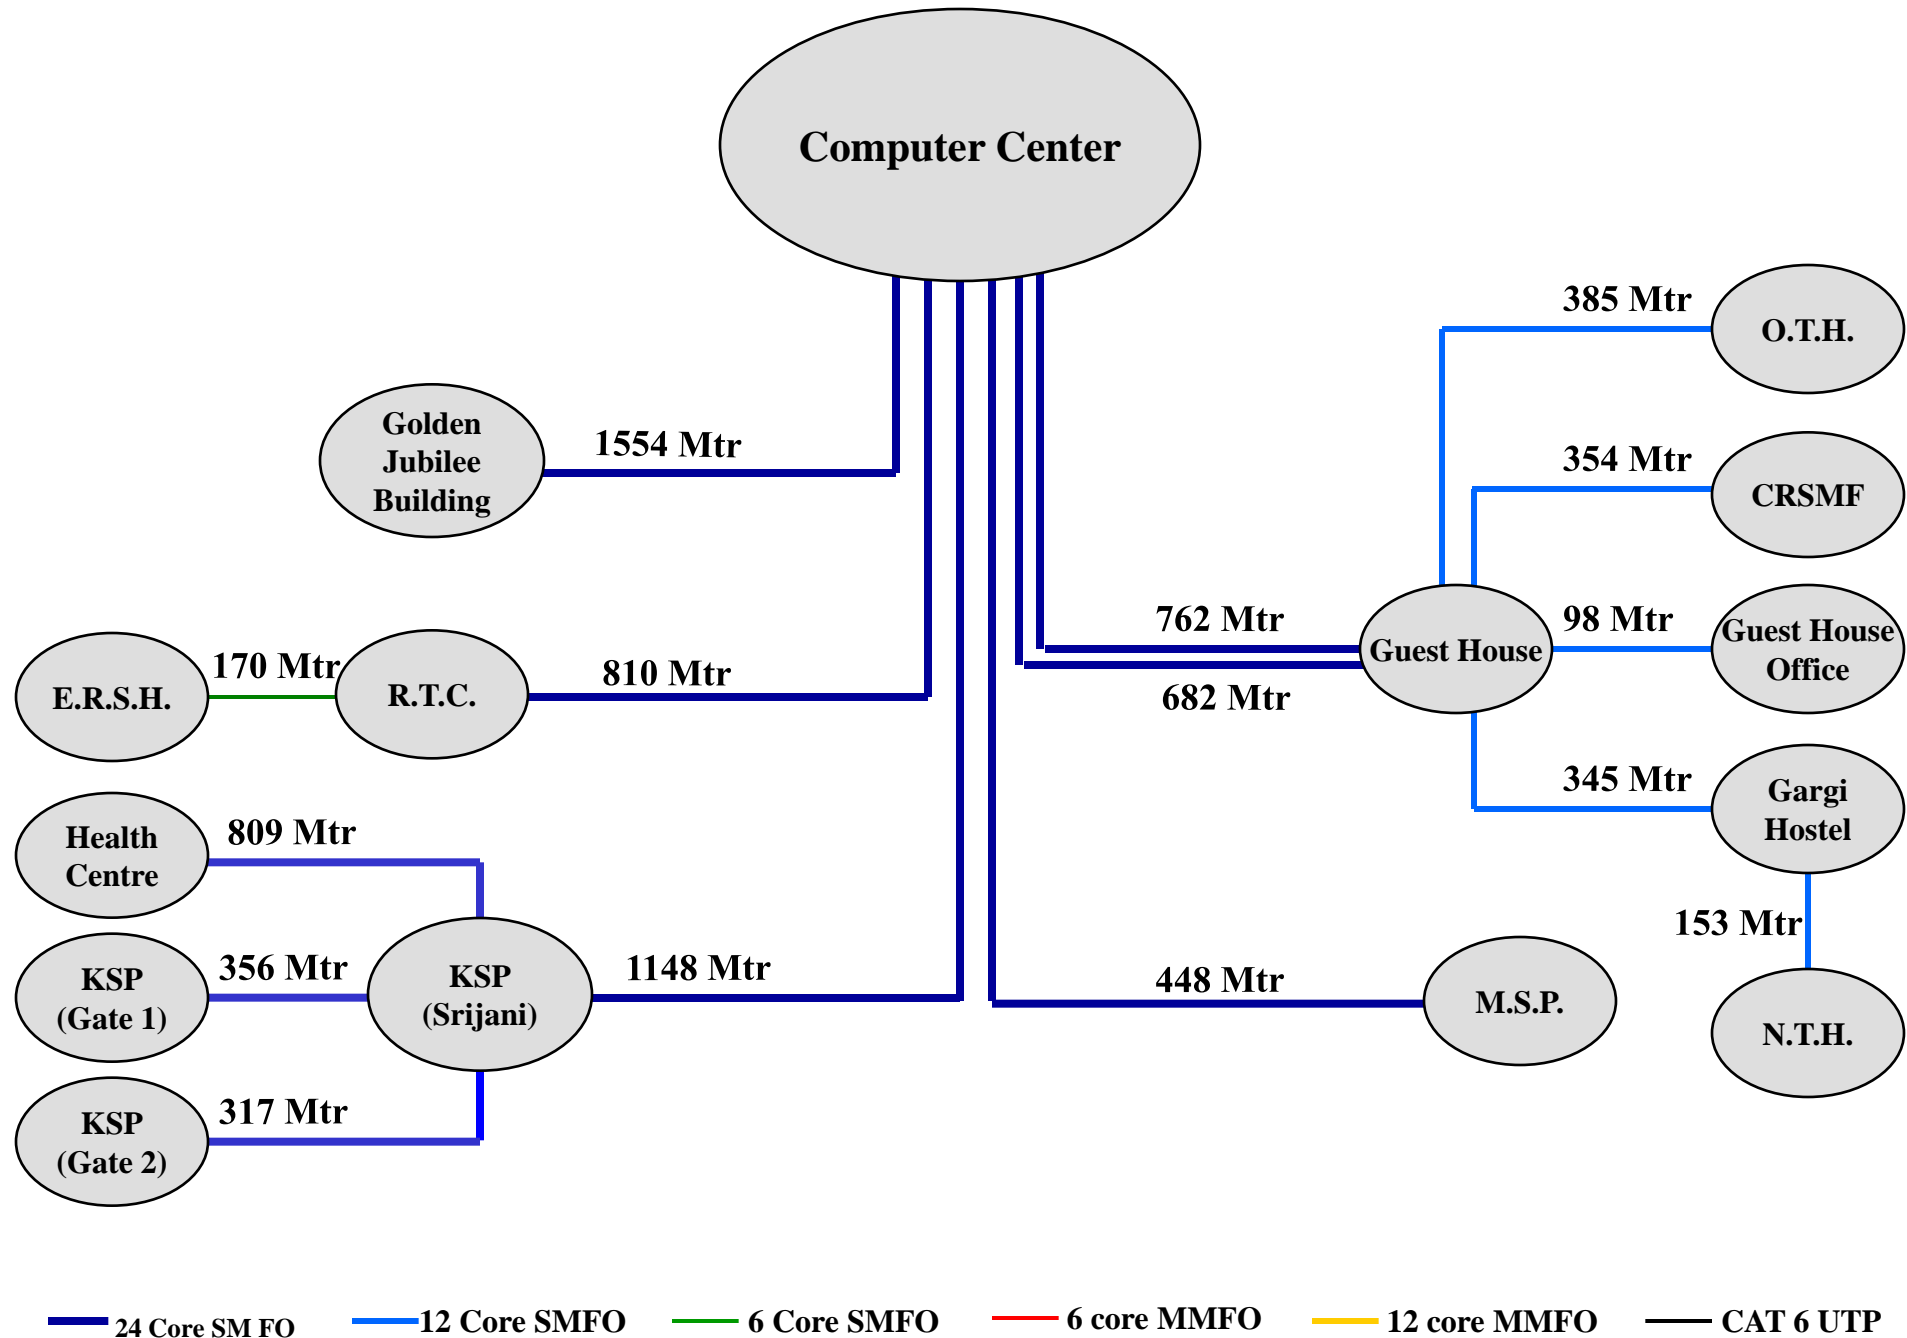 Computer Center
385 Mtr
O.T.H.
Golden
Jubilee
Building
1554 Mtr
354 Mtr
CRSMF
762 Mtr
682 Mtr
Guest House
98 Mtr
Guest House
Office
E.R.S.H.
170 Mtr
R.T.C.
810 Mtr
345 Mtr
Gargi
Hostel
Health
Centre
809 Mtr
153 Mtr
KSP
(Gate 1)
356 Mtr
KSP
(Srijani)
1148 Mtr
448 Mtr
M.S.P.
N.T.H.
KSP
(Gate 2)
317 Mtr
24 Core SM FO
12 Core SMFO
6 Core SMFO
6 core MMFO
12 core MMFO
CAT 6 UTP